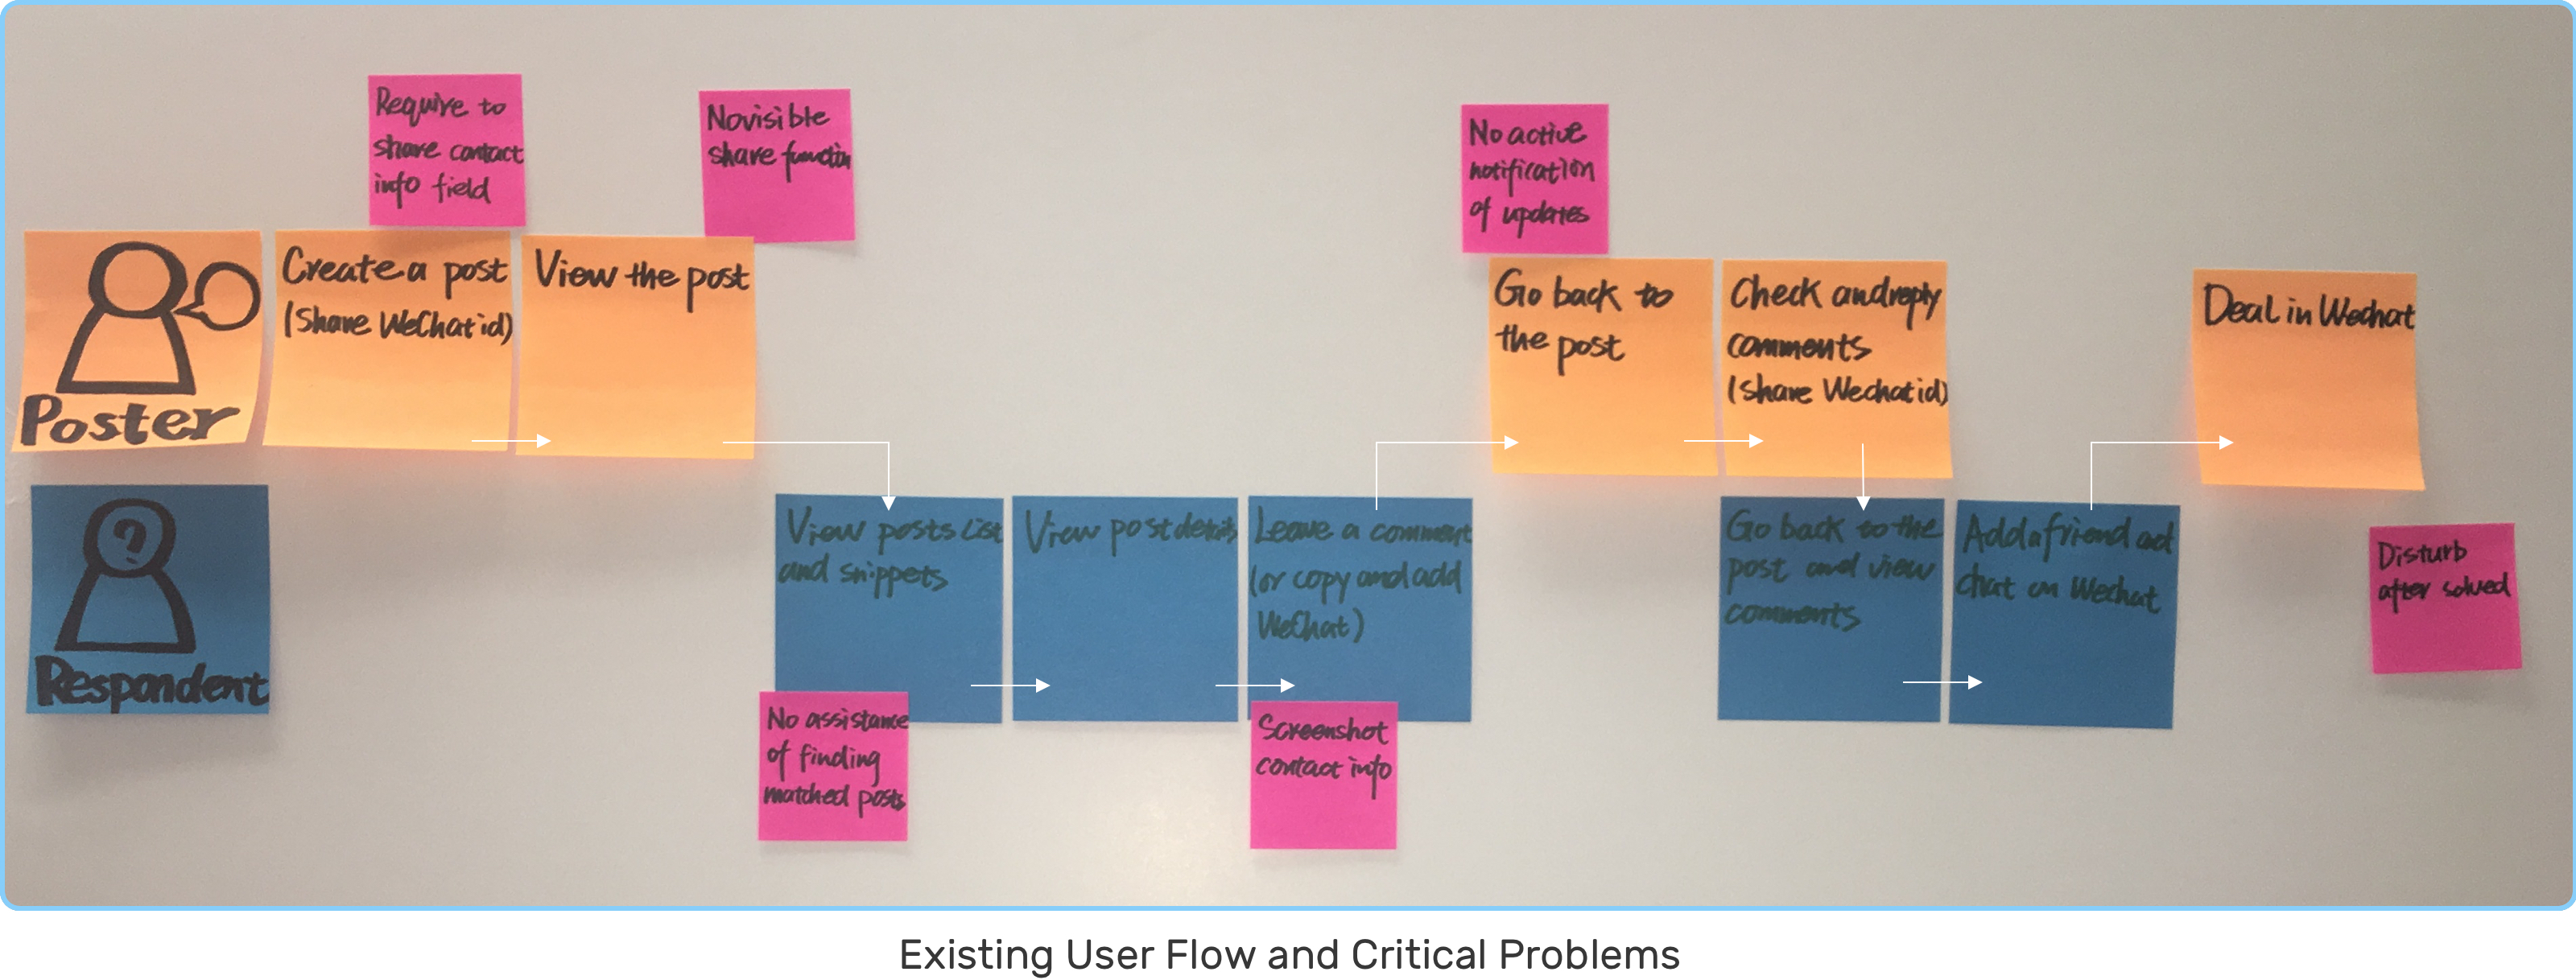 Require to
share contact
info field
No visible
share function
No active
notification
of updates
Poster
Create a post
(Share WeChat id)
View the post
Go back to
the post
Check and reply
comments
(Share Wechat id)
Deal in Wechat
?
Respondent
View posts list
and snippets
View post details
Leave a comment
(or copy and add
WeChat)
Go back to the
post and view
comments
Add a friend ad
chat on Wechat
Disturb
after solved
No assistance
of finding
matched posts
Screenshot
contact info
Existing User Flow and Critical Problems